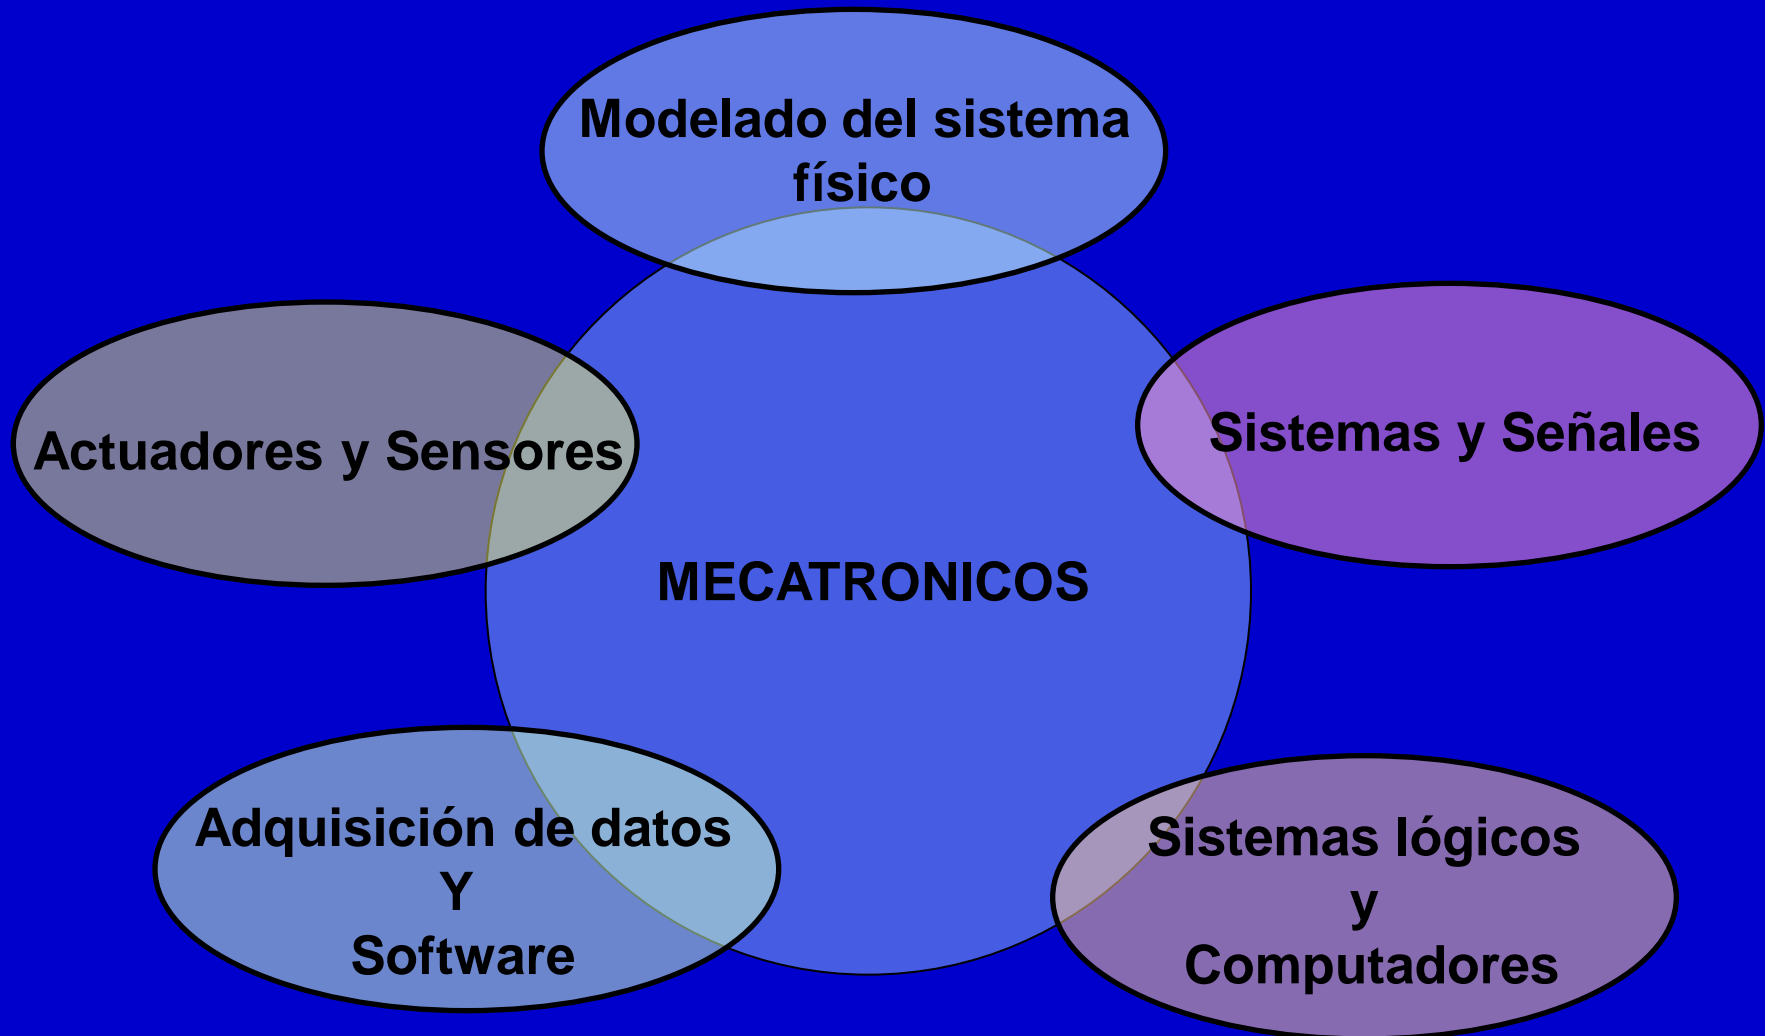 Modelado del sistema
físico
Actuadores y Sensores
Sistemas y Señales
MECATRONICOS
Adquisición de datos
Y
Software
Sistemas lógicos
y
Computadores